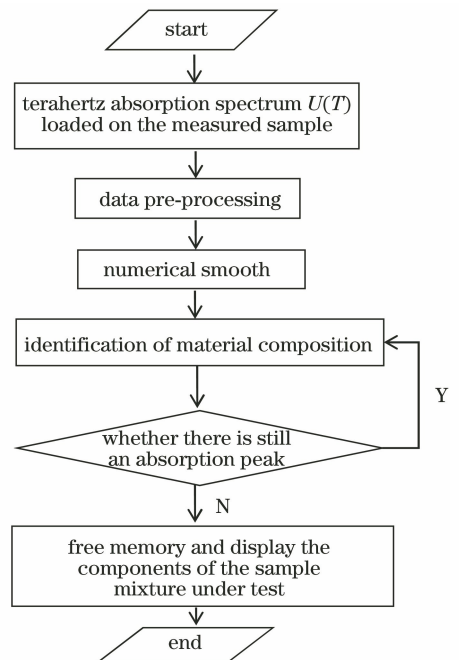 start
terahertz absorption spectrum U(T)
loaded on the measured sample
data pre-processing
numerical smooth
identification of material composition
Y
whether there is still
an absorption peak
N
free memory and display the
components of the sample
mixture under test
end